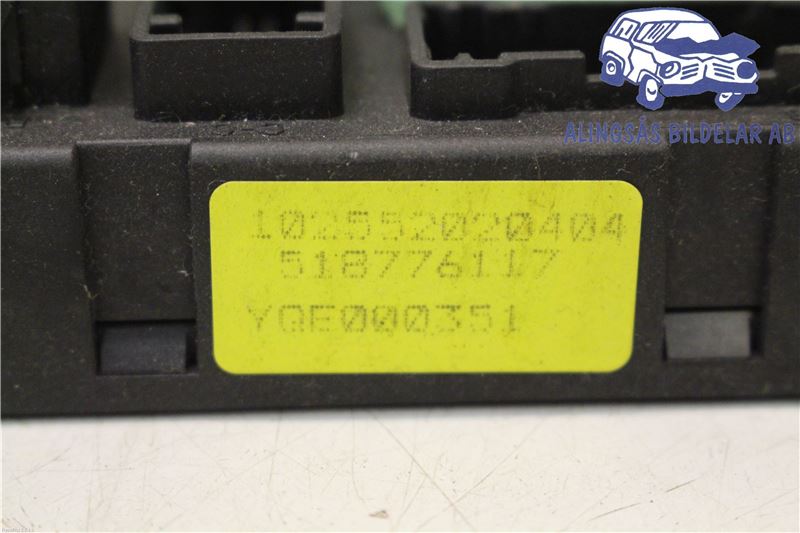 ALINGSÅS BILDELAR AB
102552020404
518776117
YQE000351